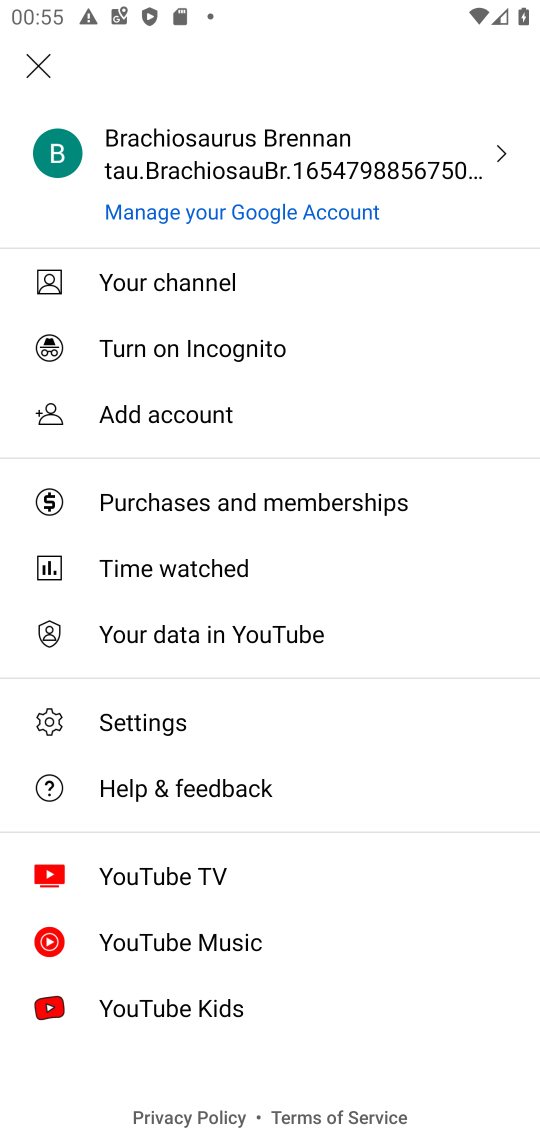 00:55
B
Brachiosaurus Brennan
tau.BrachiosauBr.1654798856750...
Manage your Google Account
Your channel
Turn on Incognito
Add account
Purchases and memberships
Time watched
Your data in YouTube
Settings
Help & feedback
YouTube TV
YouTube Music
YouTube Kids
Privacy Policy • Terms of Service